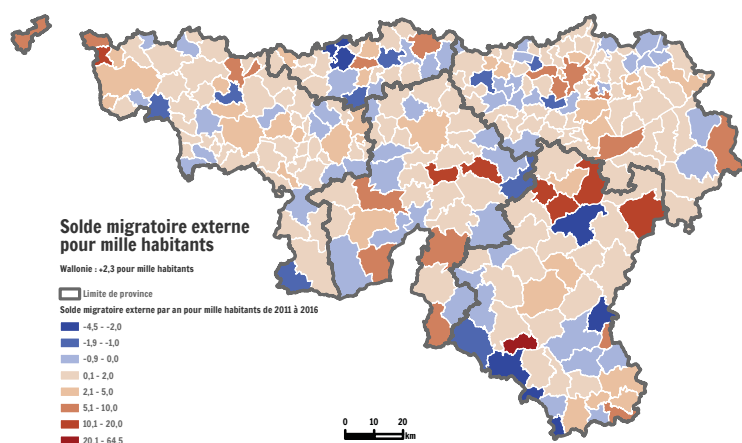 Solde migratoire externe
pour mille habitants
Wallonie : +2,3 pour mille habitants
Limite de province
Solde migratoire externe par an pour mille habitants de 2011 à 2016
-4,5 - -2,0
-1,9 - -1,0
-0,9 - 0,0
0,1 - 2,0
2,1 - 5,0
5,1 - 10,0
10,1 - 20,0
20,1 - 64,5
0 10 20
km